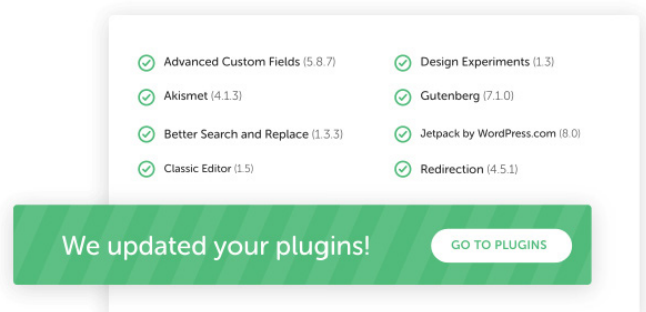 Advanced Custom Fields (5.8.7)
Akismet (4.1.3)
Better Search and Replace (1.3.3)
Classic Editor (1.5)
Design Experiments (1.3)
Gutenberg (7.1.0)
Jetpack by WordPress.com (8.0)
Redirection (4.5.1)
We updated your plugins!
GO TO PLUGINS